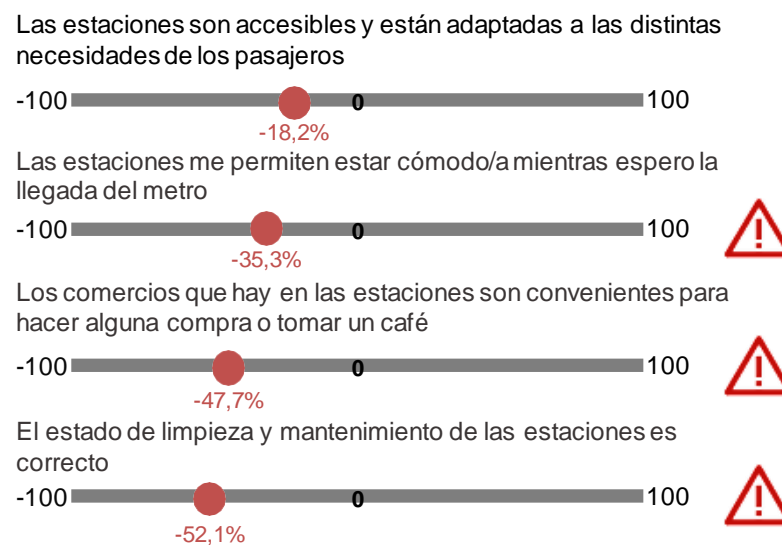 Las estaciones son accesibles y están adaptadas a las distintas
necesidades de los pasajeros
-100 0 100
-18,2%
Las estaciones me permiten estar cómodo/a mientras espero la
llegada del metro
-100 0 100
-35,3%
Los comercios que hay en las estaciones son convenientes para
hacer alguna compra o tomar un café
-100 0 100
-47,7%
El estado de limpieza y mantenimiento de las estaciones es
correcto
-100 0 100
-52,1%